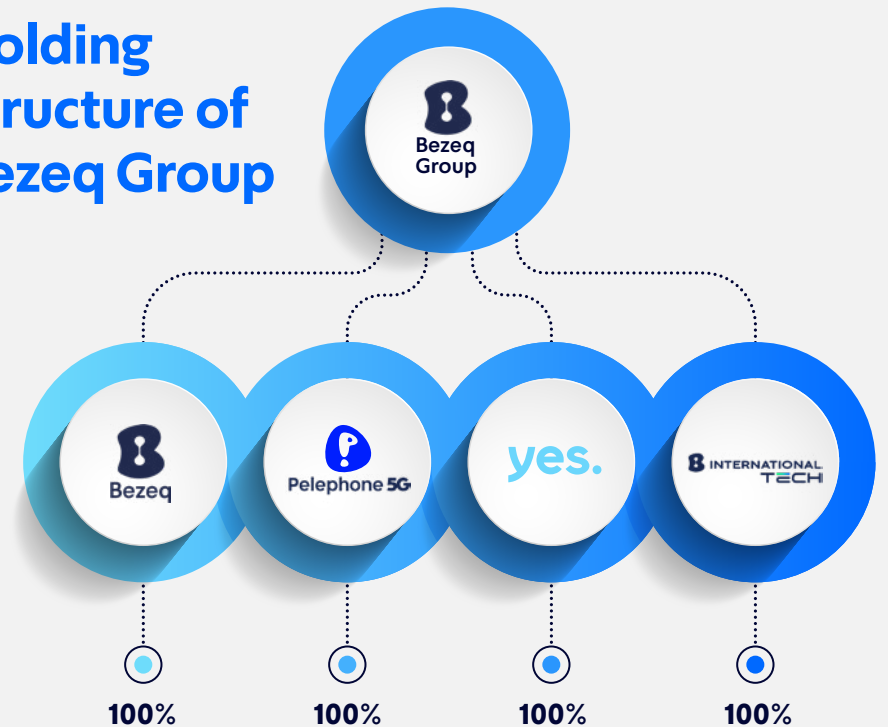 olding
ructure of
ezeq Group
Bezeq
Group
Bezeq
Pelephone 5G
yes.
B INTERNATIONAL
TECH
100%
100%
100%
100%